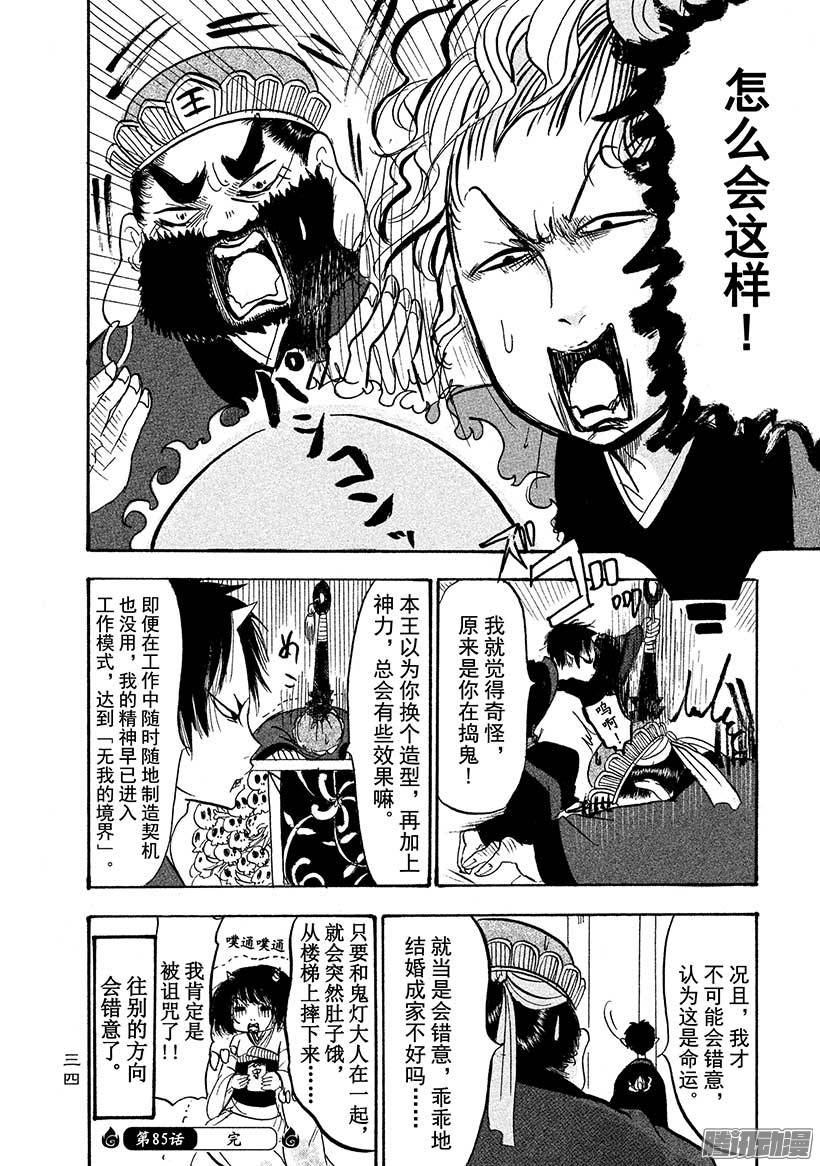 怎么会这样！
王
バコーン
ゴゴッ
我就觉得奇怪，
原来是你在捣
鬼！
呜啊！
本王以为你换个造型，再加上
神力，总会有些效果嘛。
即便在工作中随时随地制造契机
也没用，我的精神早已进入
工作模式，达到「无我的境界」。
况且，我才
不可能会错意，
认为这是命运。
就当是会错意，乖乖地
结婚成家不好吗……
只要和鬼灯大人在一起，
就会突然肚子饿，
从楼梯上摔下来……
噗通噗通
我肯定是
被诅咒了!!
往别的方向
会错意了。
三四
第85话 完
腾讯动漫